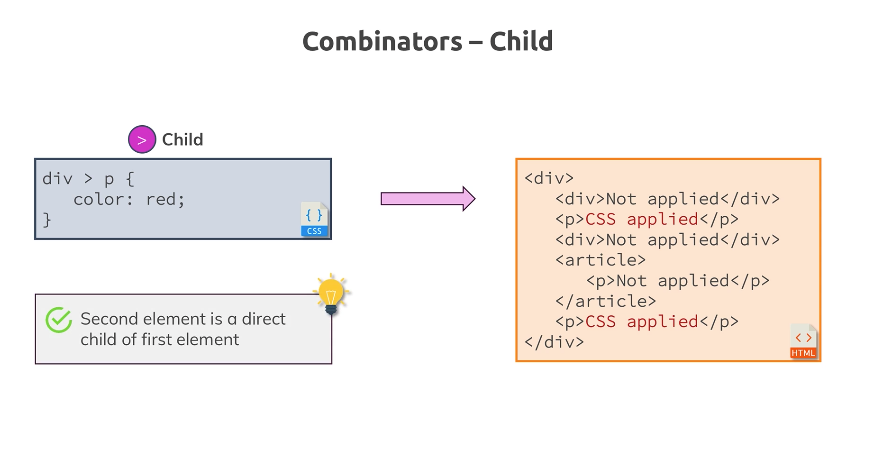 Combinators – Child
> Child
div > p {
color: red;
}
{ }
CSS
Second element is a direct
child of first element
<div>
<div>Not applied</div>
<p>CSS applied</p>
<div>Not applied</div>
<article>
<p>Not applied</p>
</article>
<p>CSS applied</p>
</div>
< >
HTML